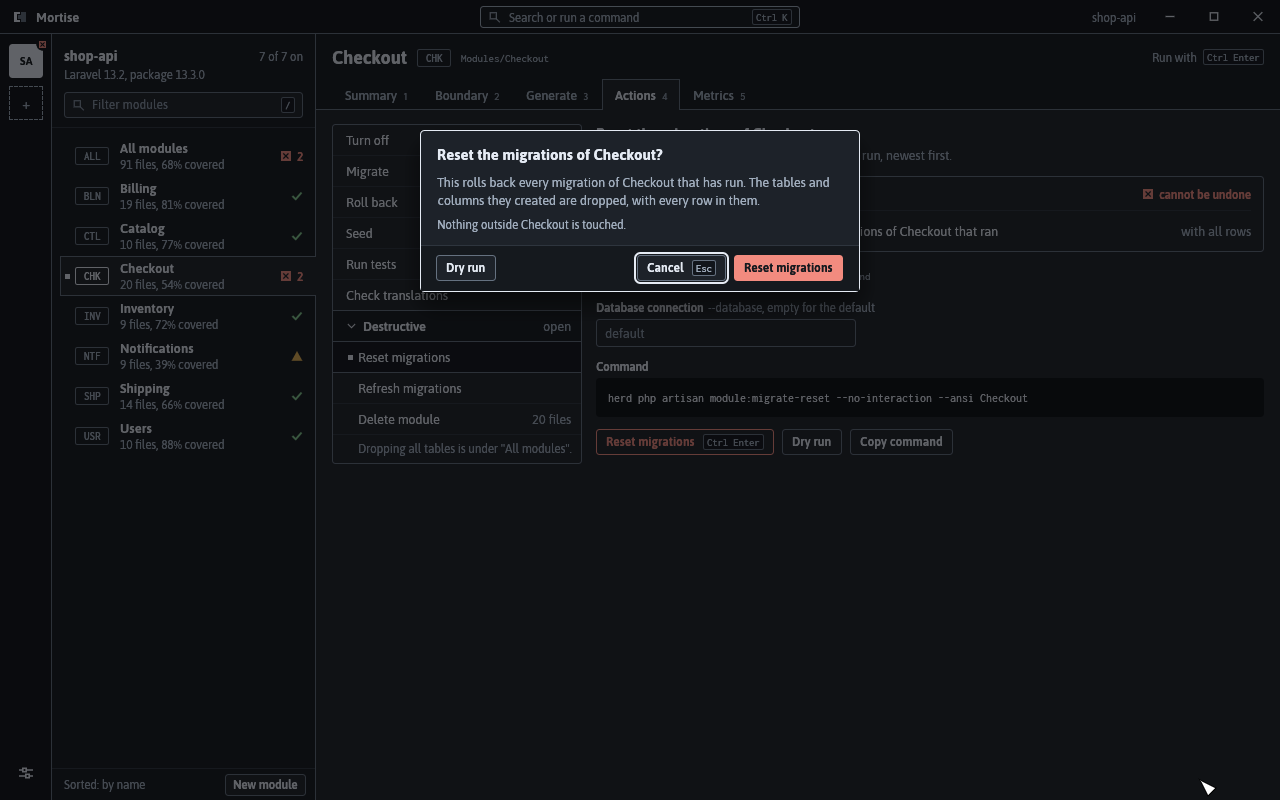 Mortise
Search or run a command
Ctrl K
shop-api
SA
+
shop-api
7 of 7 on
Laravel 13.2, package 13.3.0
Filter modules
/
ALL
All modules
91 files, 68% covered
2
BLN
Billing
19 files, 81% covered
CTL
Catalog
10 files, 77% covered
CHK
Checkout
20 files, 54% covered
2
INV
Inventory
9 files, 72% covered
NTF
Notifications
9 files, 39% covered
SHP
Shipping
14 files, 66% covered
USR
Users
10 files, 88% covered
Sorted: by name
New module
Checkout
CHK
Modules/Checkout
Run with
Ctrl Enter
Summary 1
Boundary 2
Generate 3
Actions 4
Metrics 5
Turn off
Migrate
Roll back
Seed
Run tests
Check translations
Destructive
open
Reset migrations
Refresh migrations
Delete module
20 files
Dropping all tables is under "All modules".
Reset the migrations of Checkout?
This rolls back every migration of Checkout that has run. The tables and
columns they created are dropped, with every row in them.
Nothing outside Checkout is touched.
Dry run
Cancel
Esc
Reset migrations
run, newest first.
cannot be undone
ions of Checkout that ran
with all rows
Database connection --database, empty for the default
default
Command
herd php artisan module:migrate-reset --no-interaction --ansi Checkout
Reset migrations
Ctrl Enter
Dry run
Copy command